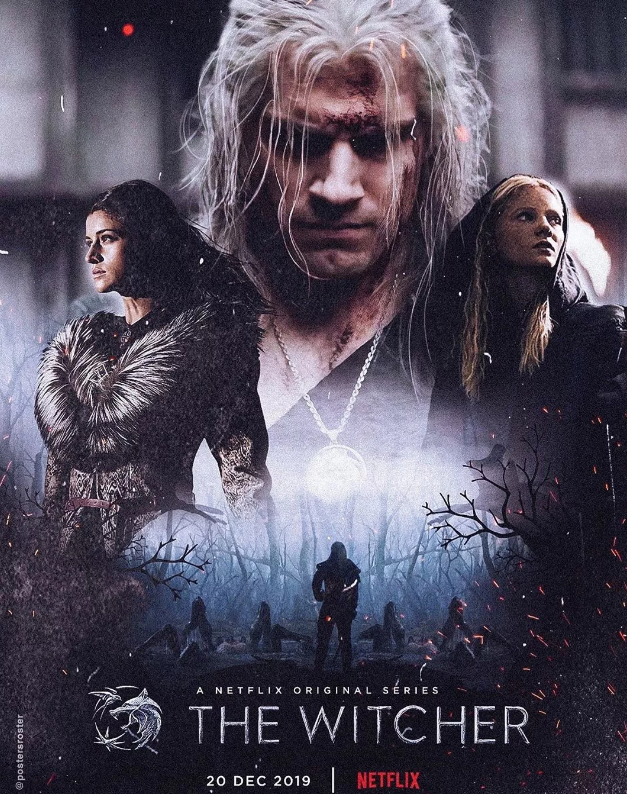 A NETFLIX ORIGINAL SERIES
THE WITCHER
20 DEC 2019 | NETFLIX
@postersroster